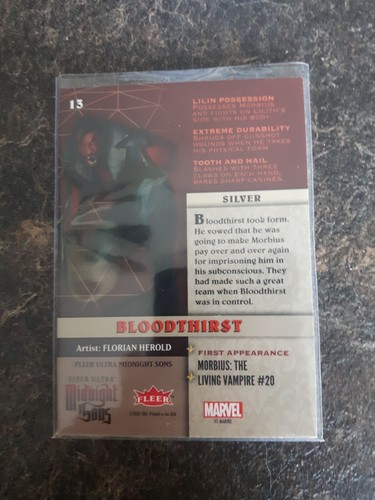 13
LILIN POSSESSION
POSSESSES MORBIUS
AND FIGHTS ON LILITH'S
SIDE WITH HIS BODY.
EXTREME DURABILITY
SHRUGS OFF GUNSHOT
WOUNDS WHEN HE TAKES
HIS PHYSICAL FORM.
TOOTH AND NAIL
SLASHES WITH THREE
CLAWS ON EACH HAND,
BARES SHARP CANINES.
SILVER
Bloodthirst took form.
He vowed that he was
going to make Morbius
pay over and over again
for imprisoning him in
his subconscious. They
had made such a great
team when Bloodthirst
was in control.
BLOODTHIRST
Artist: FLORIAN HEROLD
FLEER ULTRA MIDNIGHT SONS
FLEER ULTRA
Midnight
Sons
FLEER
FIRST APPEARANCE
MORBIUS: THE
LIVING VAMPIRE #20
MARVEL